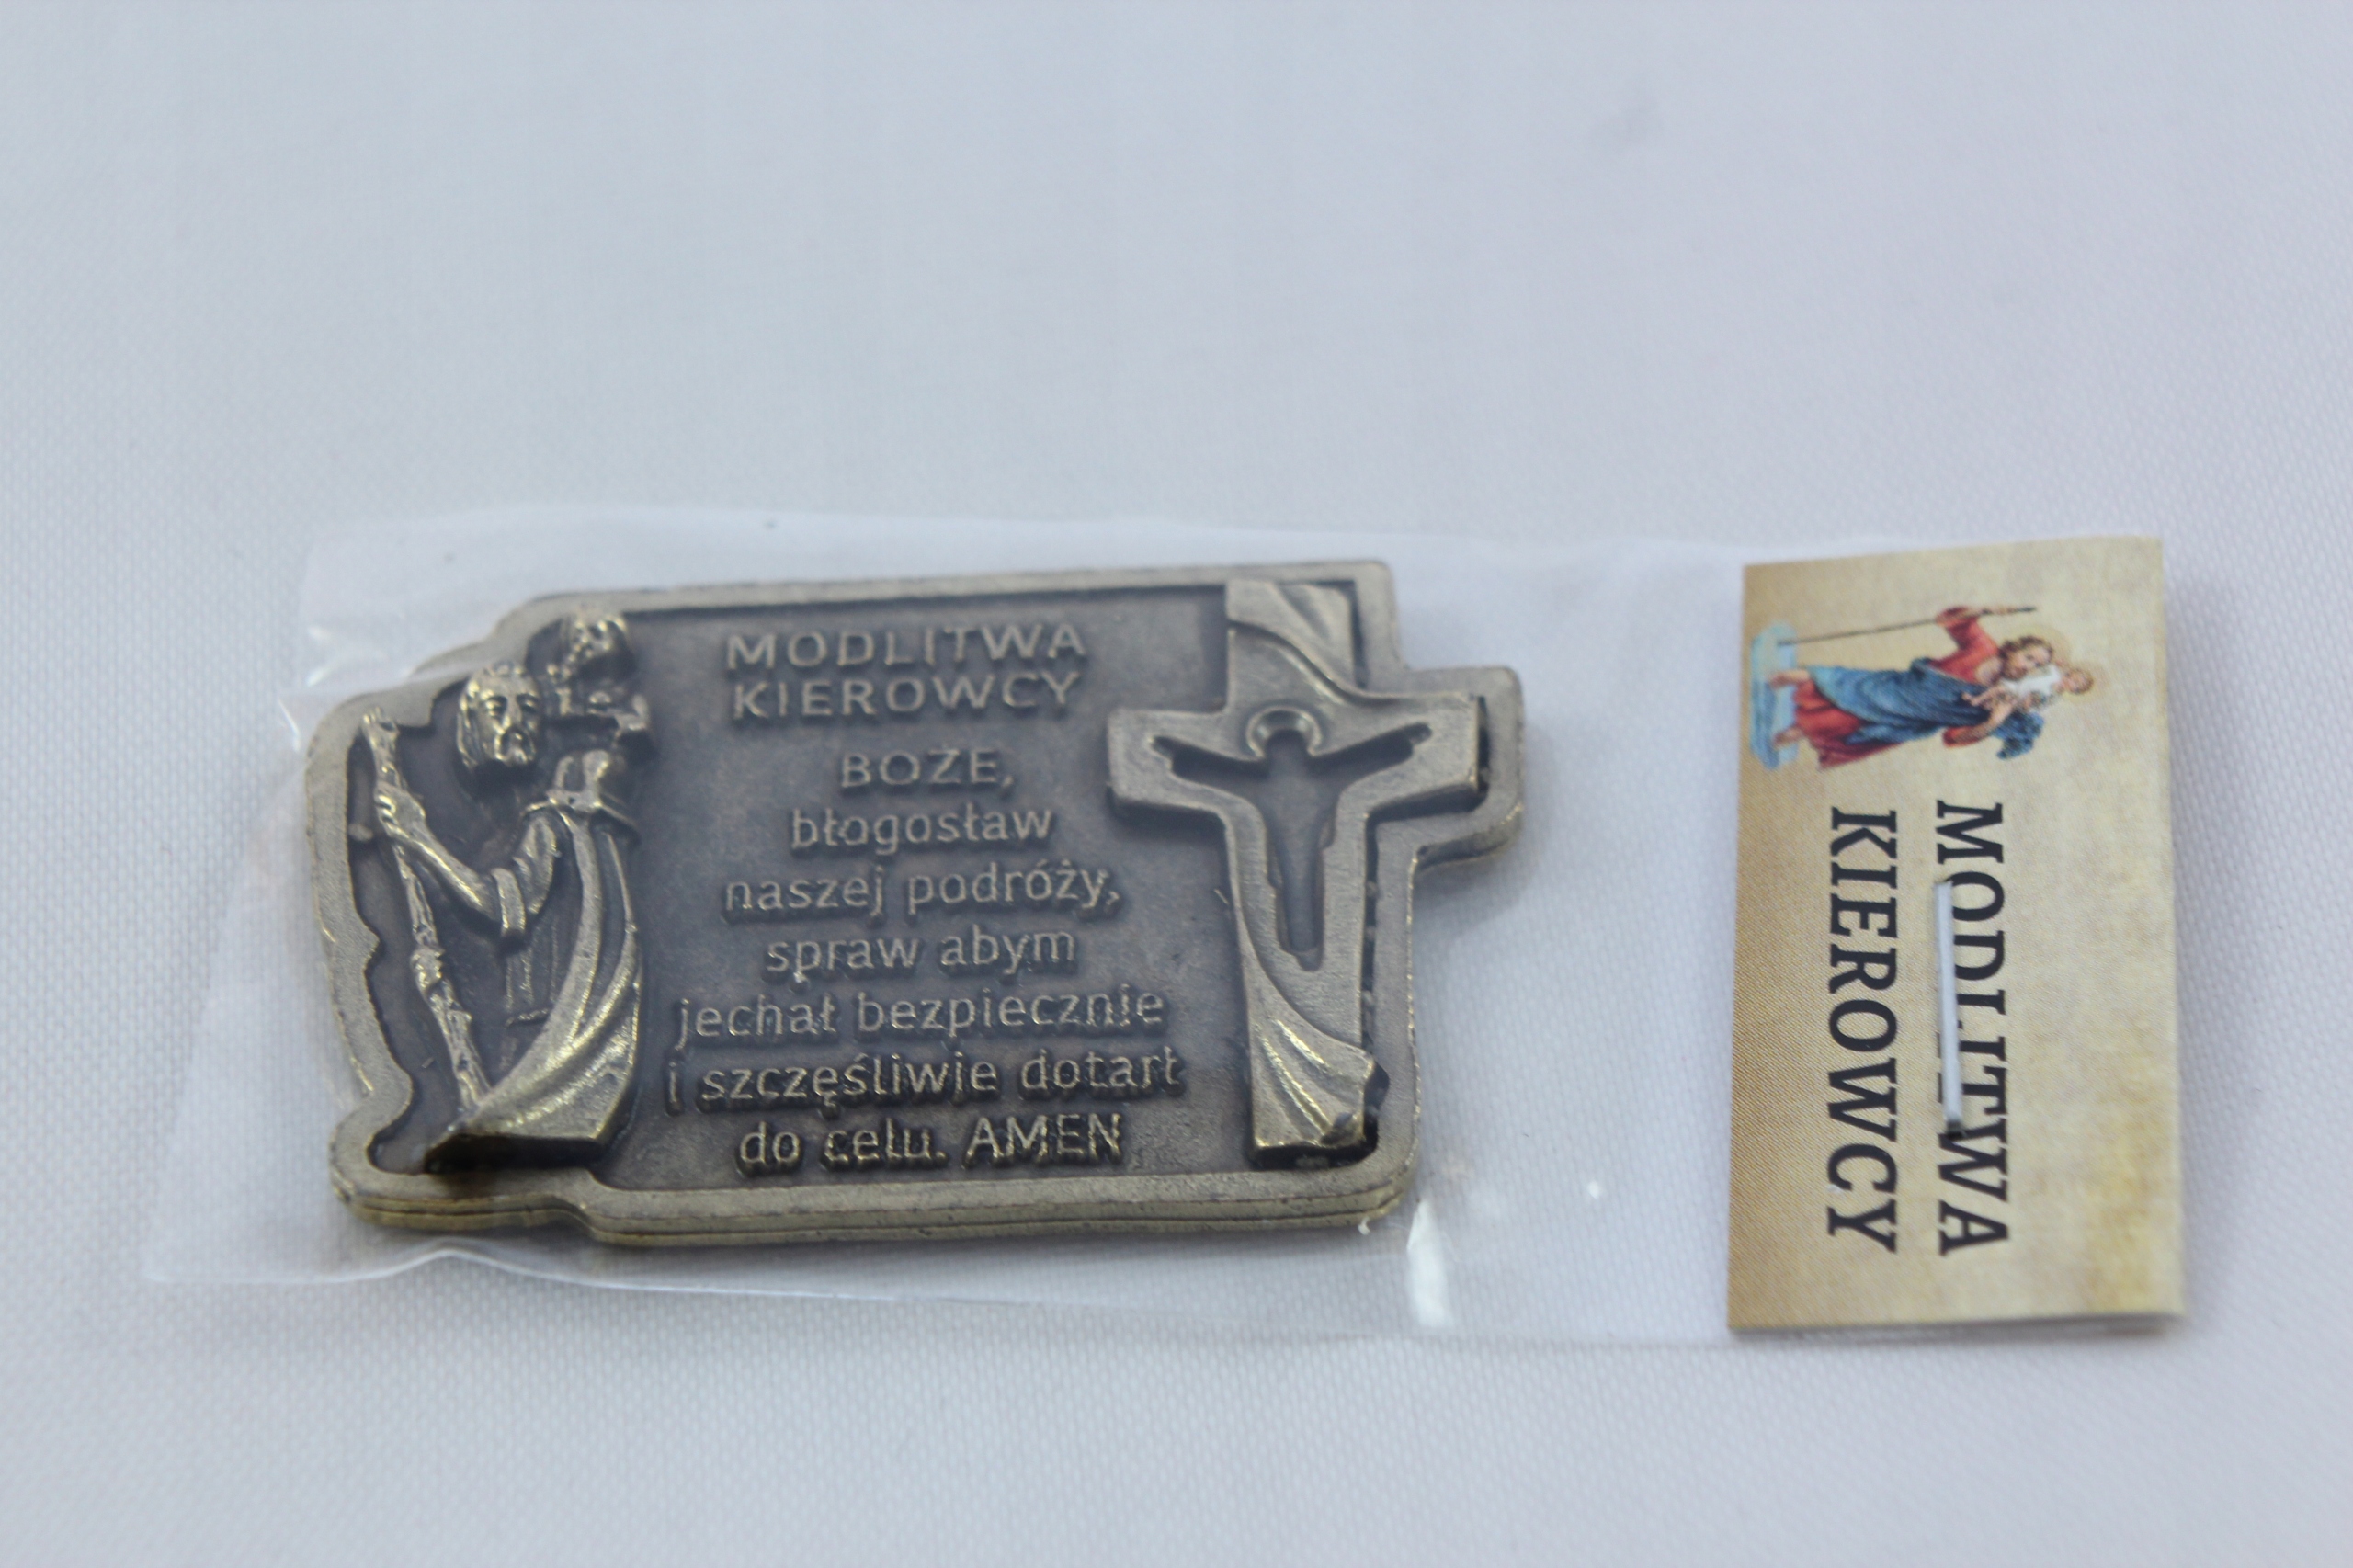 MODLITWA
KIEROWCY
BOŻE,
błogosław
naszej podróży,
spraw abym
jechał bezpiecznie
i szczęśliwie dotarł
do celu. AMEN
MODLITWA
KIEROWCY